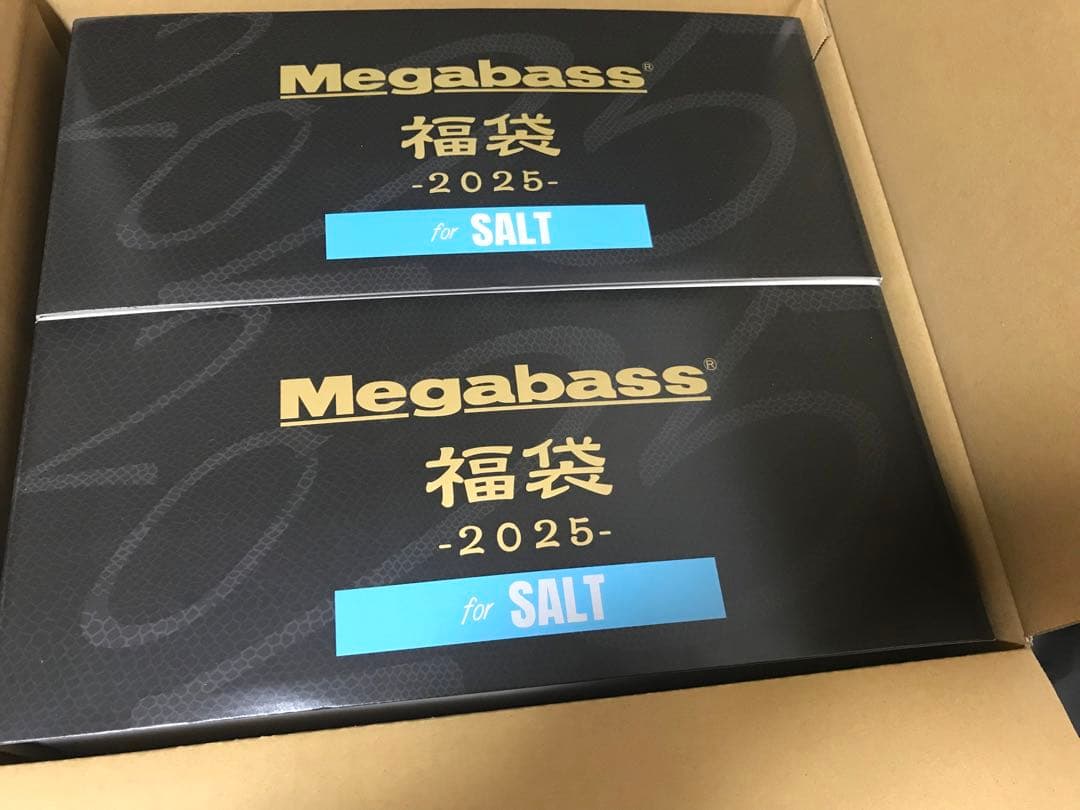 Megabass®
福袋
-2025-
for SALT
Megabass®
福袋
-2025-
for SALT